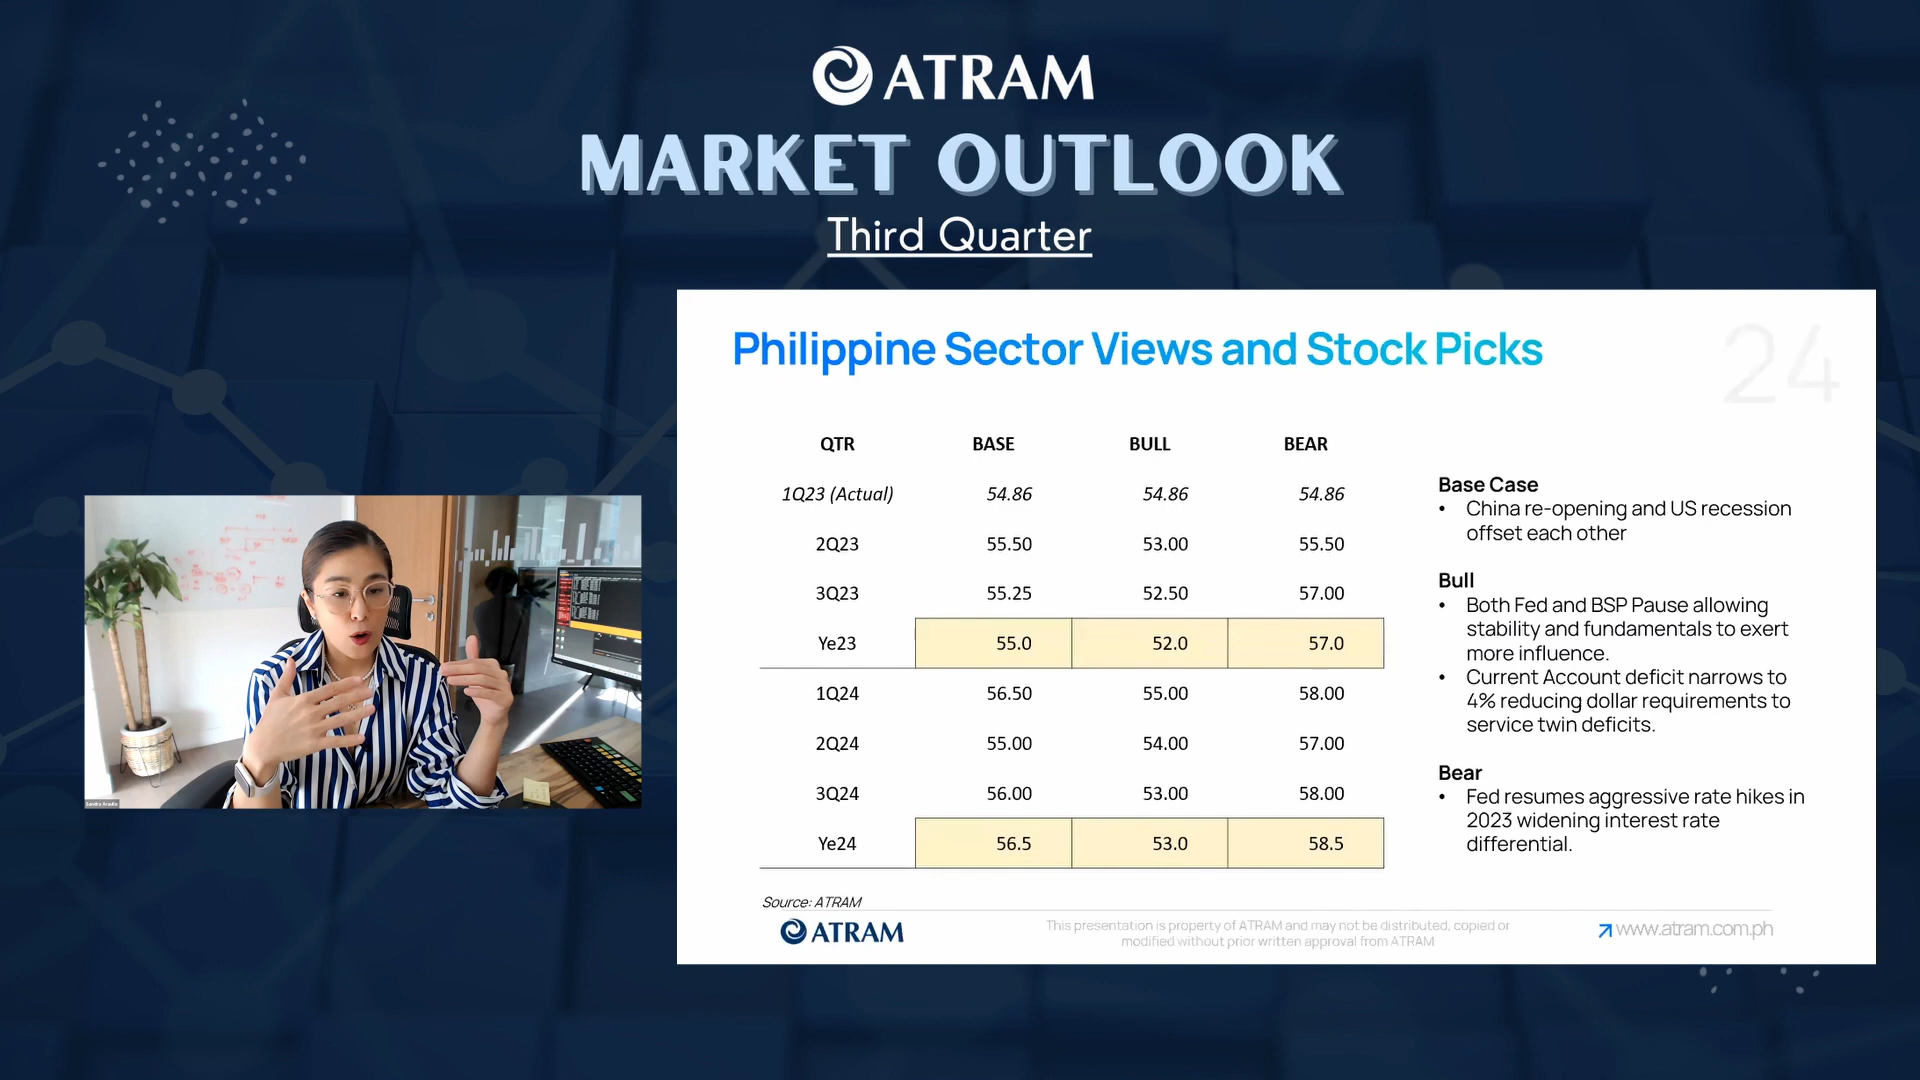 ATRAM
MARKET OUTLOOK
Third Quarter
Philippine Sector Views and Stock Picks
24
QTR BASE BULL BEAR
1Q23 (Actual) 54.86 54.86 54.86
2Q23 55.50 53.00 55.50
3Q23 55.25 52.50 57.00
Ye23 55.0 52.0 57.0
1Q24 56.50 55.00 58.00
2Q24 55.00 54.00 57.00
3Q24 56.00 53.00 58.00
Ye24 56.5 53.0 58.5
Source: ATRAM
Base Case
• China re-opening and US recession
offset each other
Bull
• Both Fed and BSP Pause allowing
stability and fundamentals to exert
more influence.
• Current Account deficit narrows to
4% reducing dollar requirements to
service twin deficits.
Bear
• Fed resumes aggressive rate hikes in
2023 widening interest rate
differential.
ATRAM
This presentation is property of ATRAM and may not be distributed, copied or
modified without prior written approval from ATRAM
www.atram.com.ph